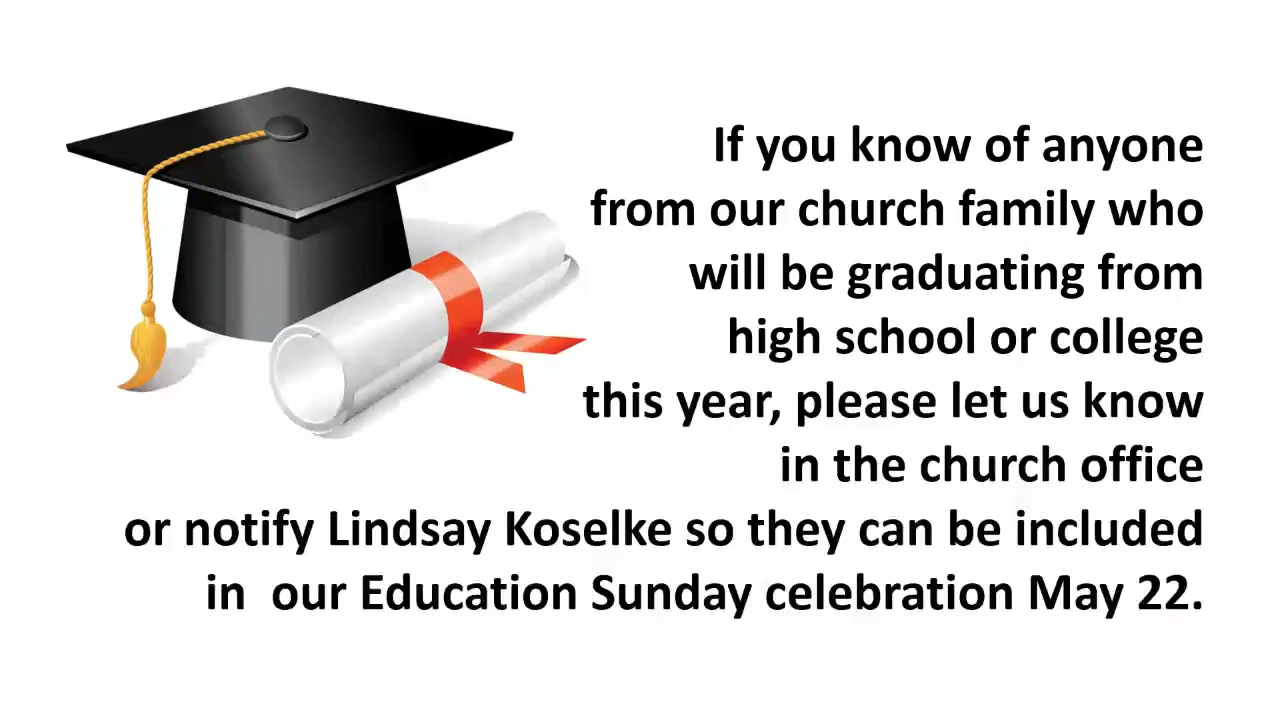 If you know of anyone
from our church family who
will be graduating from
high school or college
this year, please let us know
in the church office
or notify Lindsay Koselke so they can be included
in  our Education Sunday celebration May 22.